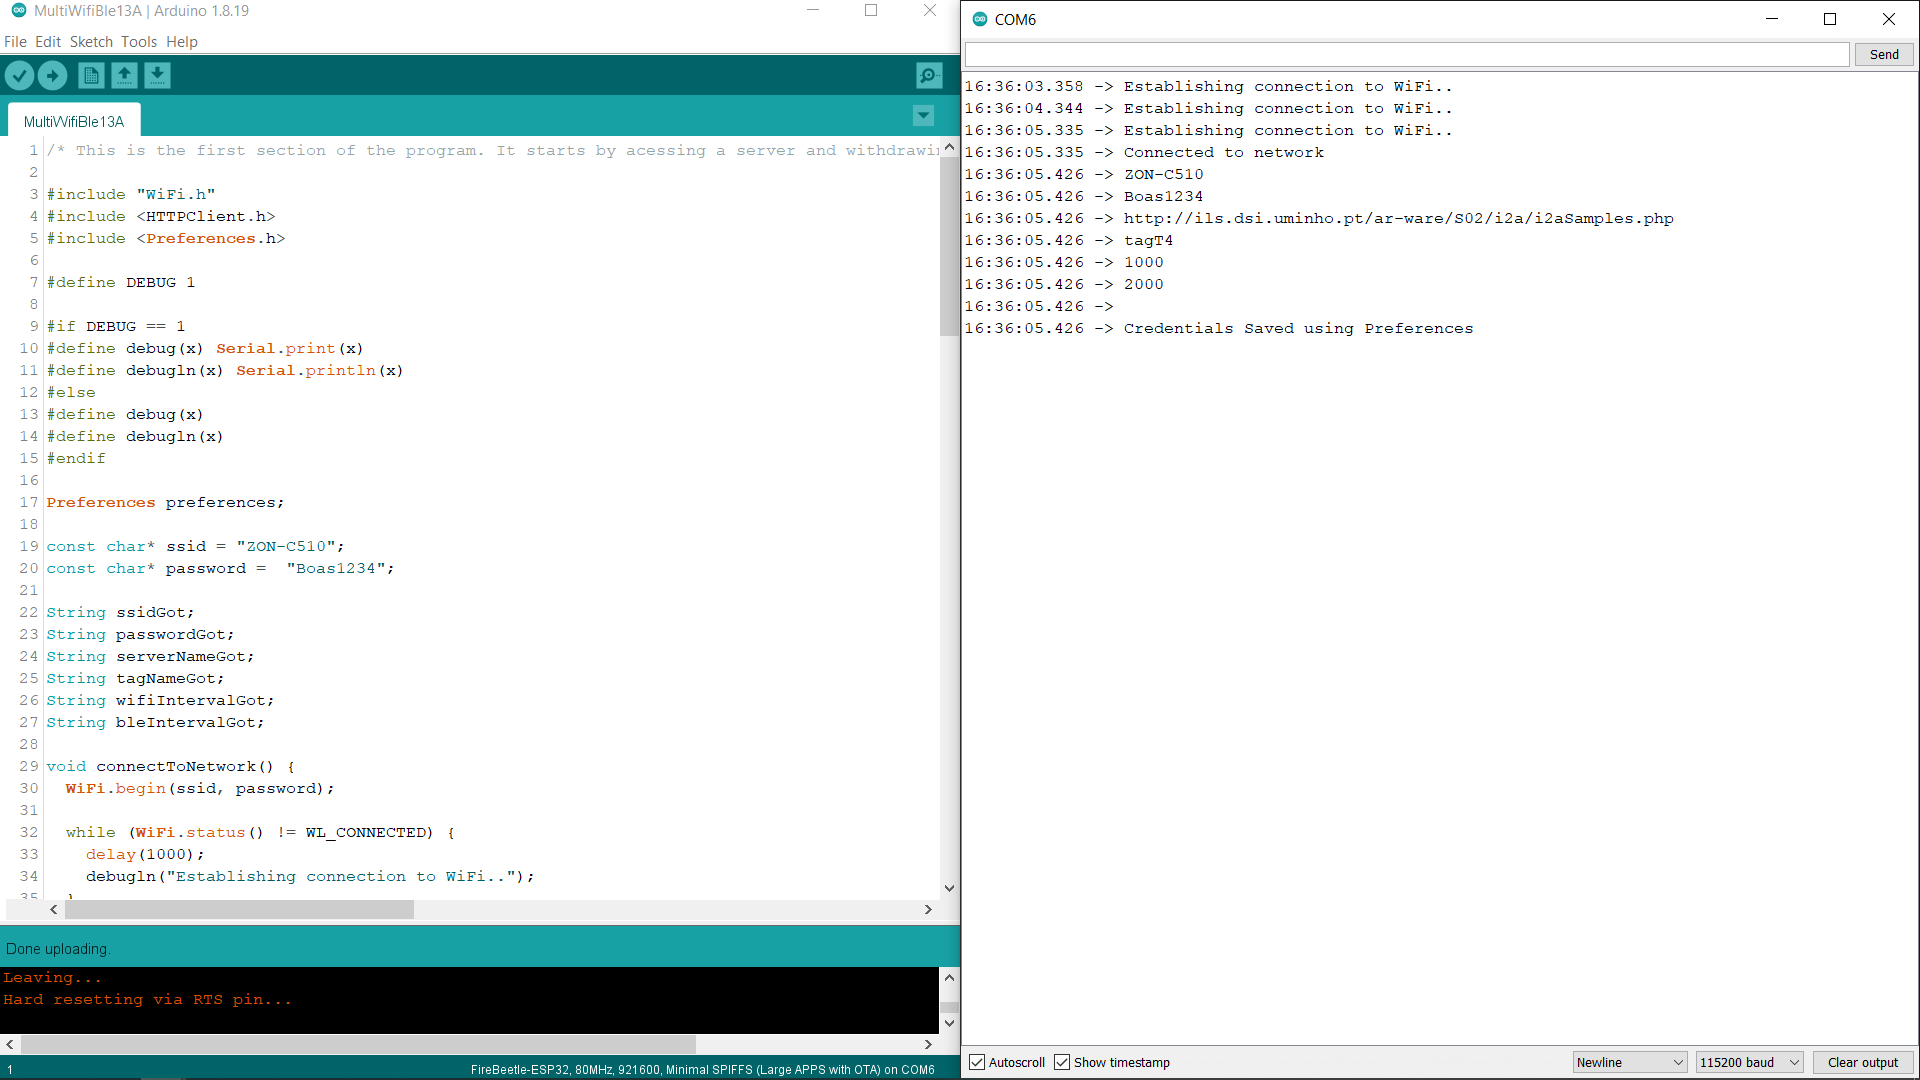 MultiWifiBle13A | Arduino 1.8.19
File Edit Sketch Tools Help
MultiWifiBle13A
1 /* This is the first section of the program. It starts by acessing a server and withdrawi
2
3 #include "WiFi.h"
4 #include <HTTPClient.h>
5 #include <Preferences.h>
6
7 #define DEBUG 1
8
9 #if DEBUG == 1
10 #define debug(x) Serial.print(x)
11 #define debugln(x) Serial.println(x)
12 #else
13 #define debug(x)
14 #define debugln(x)
15 #endif
16
17 Preferences preferences;
18
19 const char* ssid = "ZON-C510";
20 const char* password =  "Boas1234";
21
22 String ssidGot;
23 String passwordGot;
24 String serverNameGot;
25 String tagNameGot;
26 String wifiIntervalGot;
27 String bleIntervalGot;
28
29 void connectToNetwork() {
30   WiFi.begin(ssid, password);
31
32   while (WiFi.status() != WL_CONNECTED) {
33     delay(1000);
34     debugln("Establishing connection to WiFi..");
35   }
Done uploading.
Leaving...
Hard resetting via RTS pin...
1 FireBeetle-ESP32, 80MHz, 921600, Minimal SPIFFS (Large APPS with OTA) on COM6
COM6
Send
16:36:03.358 -> Establishing connection to WiFi..
16:36:04.344 -> Establishing connection to WiFi..
16:36:05.335 -> Establishing connection to WiFi..
16:36:05.335 -> Connected to network
16:36:05.426 -> ZON-C510
16:36:05.426 -> Boas1234
16:36:05.426 -> http://ils.dsi.uminho.pt/ar-ware/S02/i2a/i2aSamples.php
16:36:05.426 -> tagT4
16:36:05.426 -> 1000
16:36:05.426 -> 2000
16:36:05.426 ->
16:36:05.426 -> Credentials Saved using Preferences
Autoscroll Show timestamp Newline 115200 baud Clear output